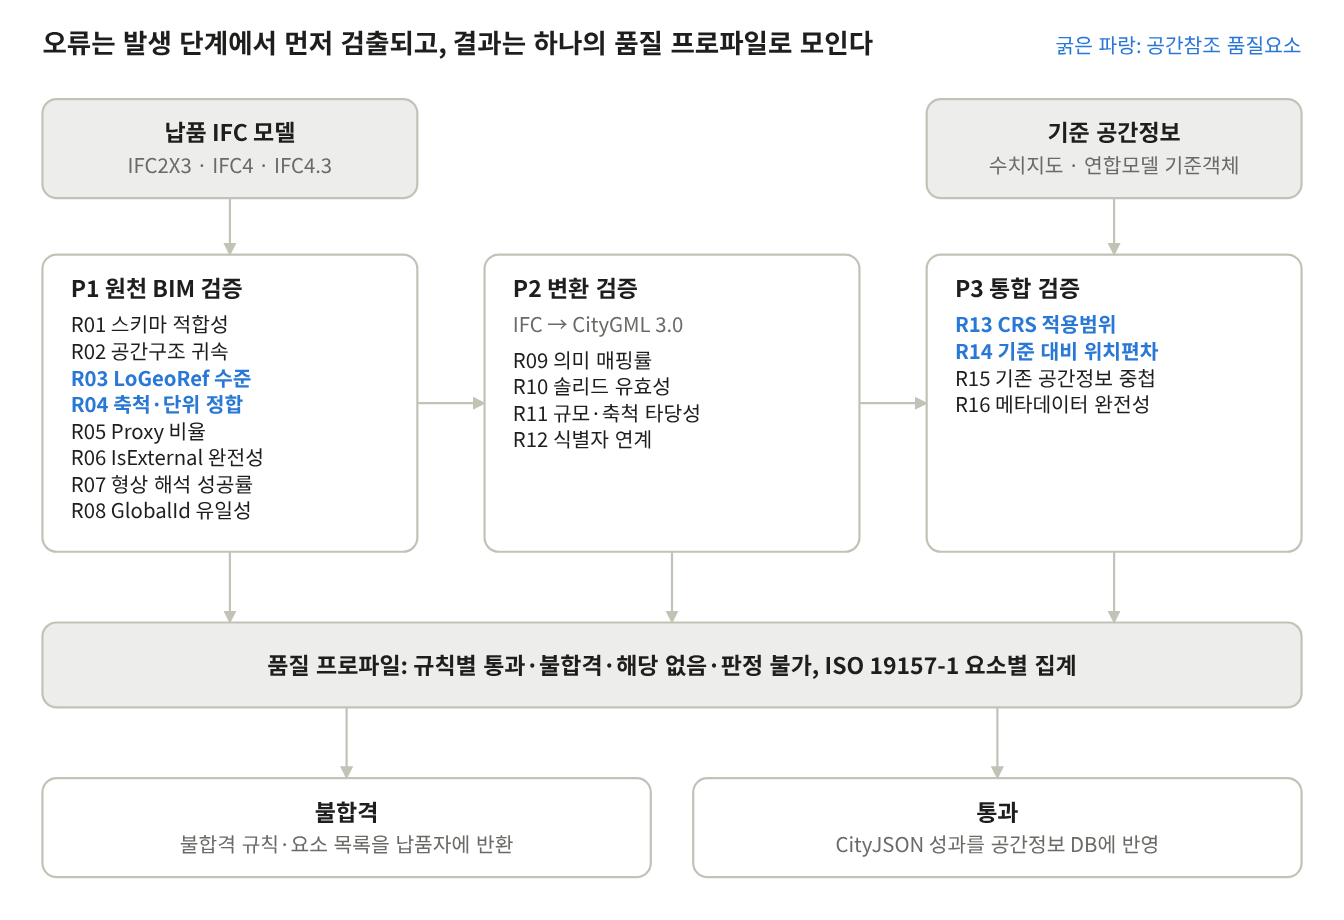 오류는 발생 단계에서 먼저 검출되고, 결과는 하나의 품질 프로파일로 모인다
굵은 파랑: 공간참조 품질요소
납품 IFC 모델
IFC2X3 · IFC4 · IFC4.3
기준 공간정보
수치지도 · 연합모델 기준객체
P1 원천 BIM 검증
R01 스키마 적합성
R02 공간구조 귀속
R03 LoGeoRef 수준
R04 축척·단위 정합
R05 Proxy 비율
R06 IsExternal 완전성
R07 형상 해석 성공률
R08 GlobalId 유일성
P2 변환 검증
IFC → CityGML 3.0
R09 의미 매핑률
R10 솔리드 유효성
R11 규모·축척 타당성
R12 식별자 연계
P3 통합 검증
R13 CRS 적용범위
R14 기준 대비 위치편차
R15 기존 공간정보 중첩
R16 메타데이터 완전성
품질 프로파일: 규칙별 통과·불합격·해당 없음·판정 불가, ISO 19157-1 요소별 집계
불합격
불합격 규칙·요소 목록을 납품자에 반환
통과
CityJSON 성과를 공간정보 DB에 반영